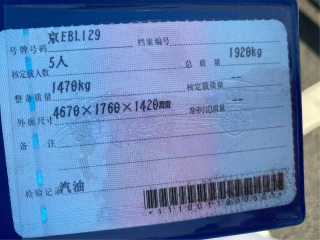 号牌号码 京EBL129 档案编号
核定载人数 5人 总质量 1920kg
整备质量 1470kg 核定载质量 --
外廓尺寸 4670×1760×1420mm 准牵引总质量 --
备注
检验记录 汽油